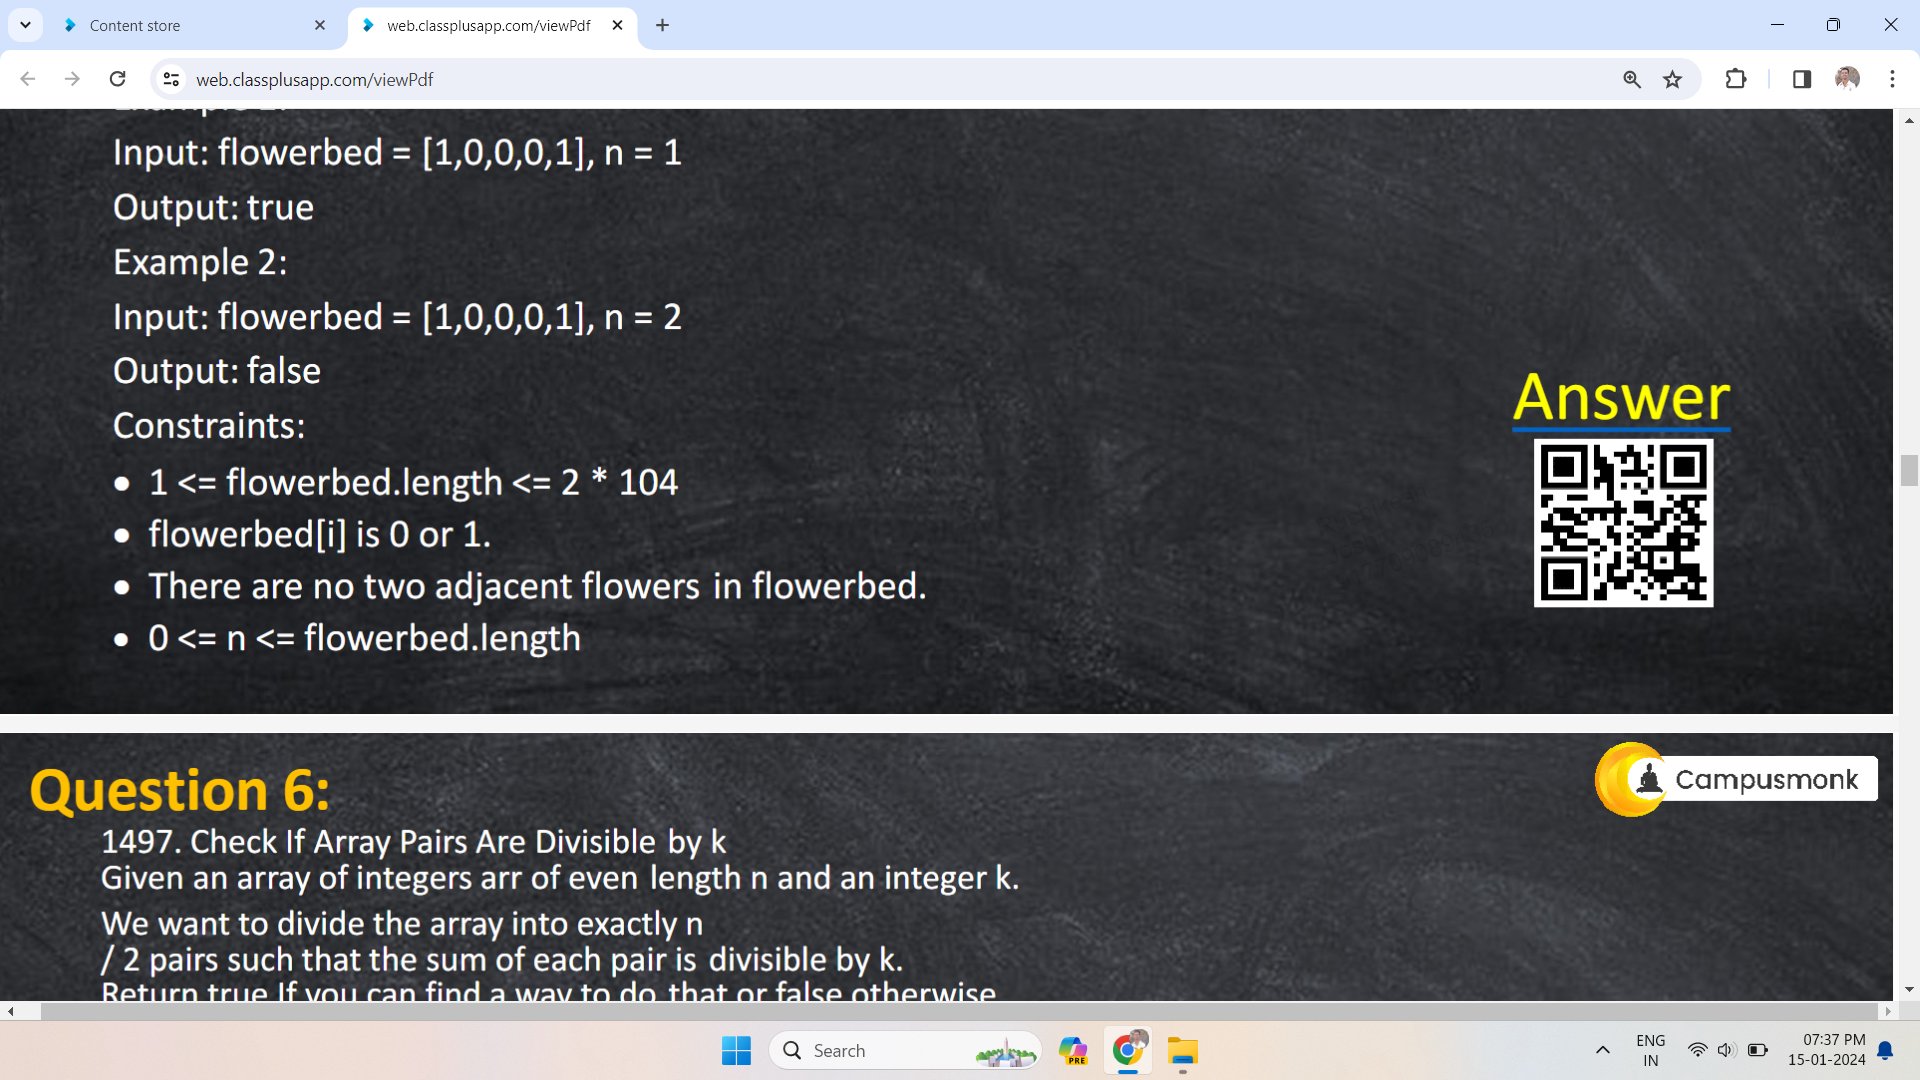 Content store
web.classplusapp.com/viewPdf
web.classplusapp.com/viewPdf
Input: flowerbed = [1,0,0,0,1], n = 1
Output: true
Example 2:
Input: flowerbed = [1,0,0,0,1], n = 2
Output: false
Constraints:
• 1 <= flowerbed.length <= 2 * 104
• flowerbed[i] is 0 or 1.
• There are no two adjacent flowers in flowerbed.
• 0 <= n <= flowerbed.length
Answer
Question 6:
Campusmonk
1497. Check If Array Pairs Are Divisible by k
Given an array of integers arr of even length n and an integer k.
We want to divide the array into exactly n
/ 2 pairs such that the sum of each pair is divisible by k.
Return true If you can find a way to do that or false otherwise
Search
PRE
ENG
IN
07:37 PM
15-01-2024